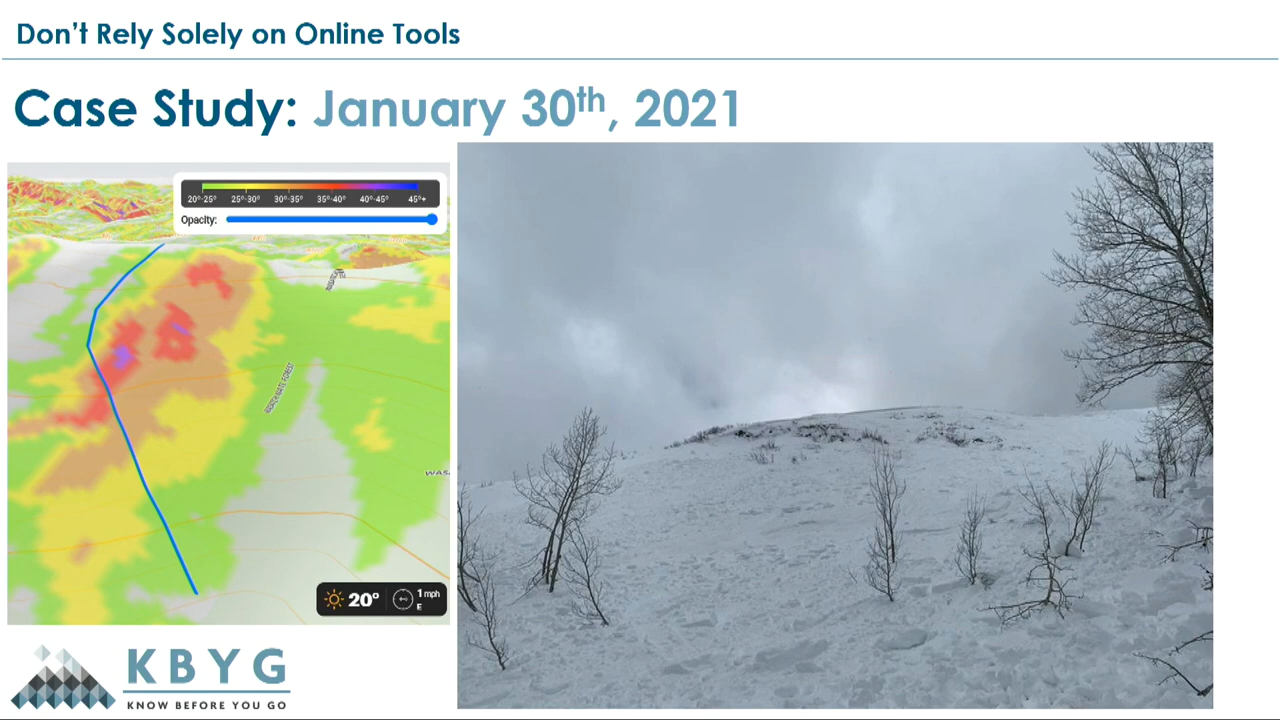 Don't Rely Solely on Online Tools
Case Study: January 30th, 2021
20°-25° 25°-30° 30°-35° 35°-40° 40°-45° 45°+
Opacity:
WAS
20° 1 mph
E
KBYG
KNOW BEFORE YOU GO